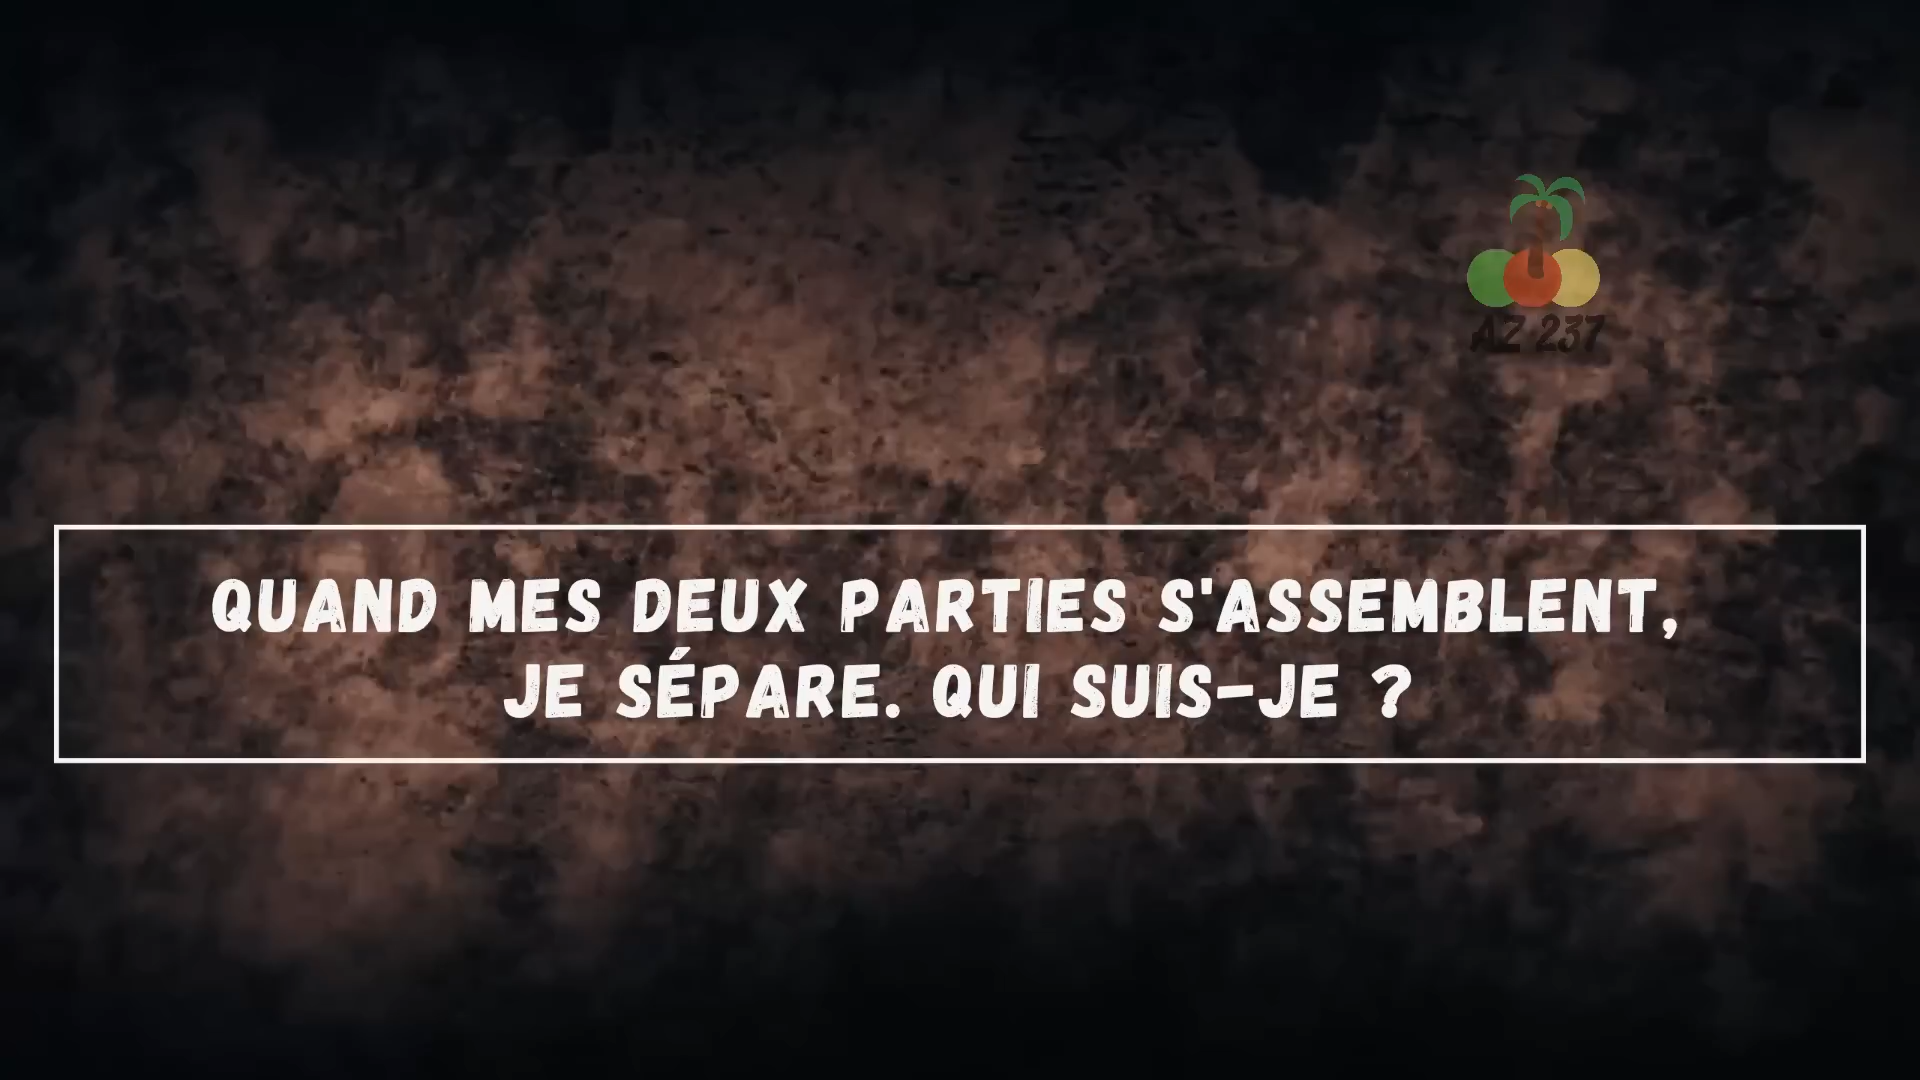 AZ 237
QUAND MES DEUX PARTIES S'ASSEMBLENT,
JE SÉPARE. QUI SUIS-JE ?